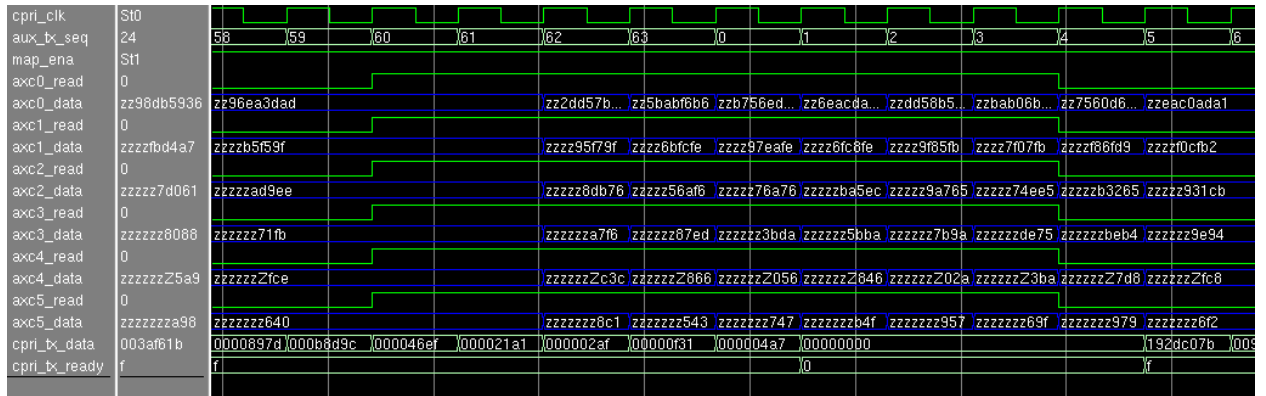 cpri_clk St0
aux_tx_seq 24 58 59 60 61 62 63 0 1 2 3 4 5 6
map_ena St1
axc0_read 0
axc0_data zz98db5936 zz96ea3dad zz2dd57b... zz5babf6b6 zzb756ed... zz6eacda... zzdd58b5... zzbab06b... zz7560d6... zzeac0ada1
axc1_read 0
axc1_data zzzzfbd4a7 zzzzb5f59f zzzz95f79f zzzz6bfcfe zzzz97eafe zzzz6fc8fe zzzz9f85fb zzzz7f07fb zzzzf86fd9 zzzzf0cfb2
axc2_read 0
axc2_data zzzzz7d061 zzzzzad9ee zzzzz8db76 zzzzz56af6 zzzzz76a76 zzzzzba5ec zzzzz9a765 zzzzz74ee5 zzzzzb3265 zzzzz931cb
axc3_read 0
axc3_data zzzzzz8088 zzzzzz71fb zzzzzza7f6 zzzzzz87ed zzzzzz3bda zzzzzz5bba zzzzzz7b9a zzzzzzde75 zzzzzzbeb4 zzzzzz9e94
axc4_read 0
axc4_data zzzzzzZ5a9 zzzzzzZfce zzzzzzZc3c zzzzzzZ866 zzzzzzZ056 zzzzzzZ846 zzzzzzZ02a zzzzzzZ3ba zzzzzzZ7d8 zzzzzzZfc8
axc5_read 0
axc5_data zzzzzzza98 zzzzzzz640 zzzzzzz8c1 zzzzzzz543 zzzzzzz747 zzzzzzzb4f zzzzzzz957 zzzzzzz69f zzzzzzz979 zzzzzzz6f2
cpri_tx_data 003af61b 0000897d 000b8d9c 000046ef 000021a1 000002af 00000f31 000004a7 00000000 192dc07b 009
cpri_tx_ready f f 0 f